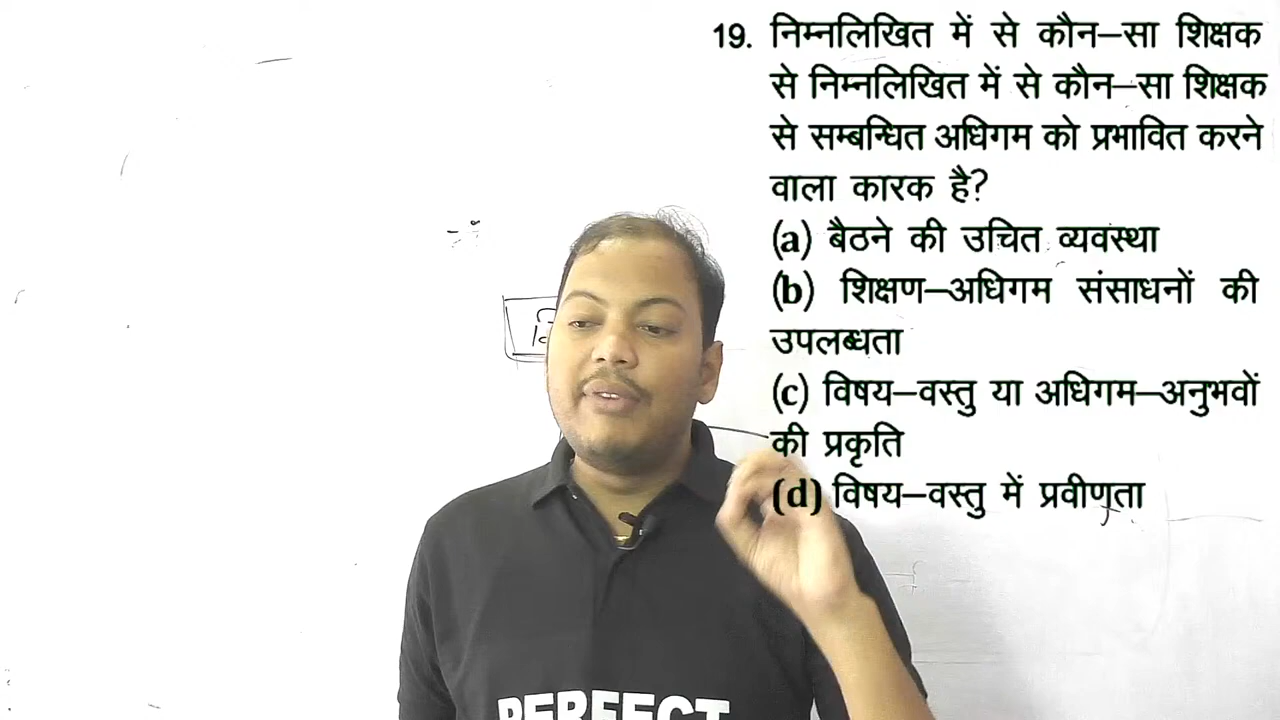 19. निम्नलिखित में से कौन–सा शिक्षक
से निम्नलिखित में से कौन–सा शिक्षक
से सम्बन्धित अधिगम को प्रभावित करने
वाला कारक है?
(a) बैठने की उचित व्यवस्था
(b) शिक्षण–अधिगम संसाधनों की
उपलब्धता
(c) विषय–वस्तु या अधिगम–अनुभवों
की प्रकृति
(d) विषय–वस्तु में प्रवीणता
PERFECT